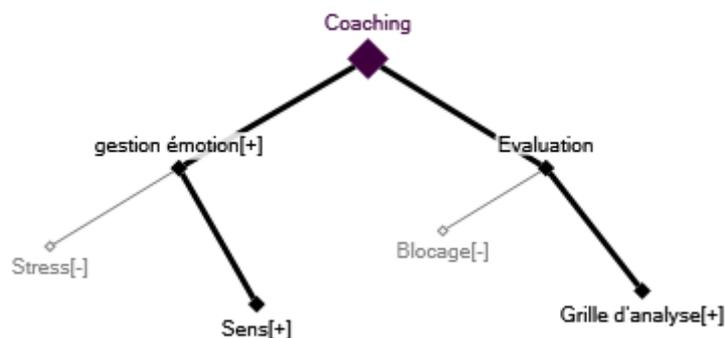 Coaching
gestion émotion[+]
Evaluation
Stress[-]
Blocage[-]
Sens[+]
Grille d'analyse[+]